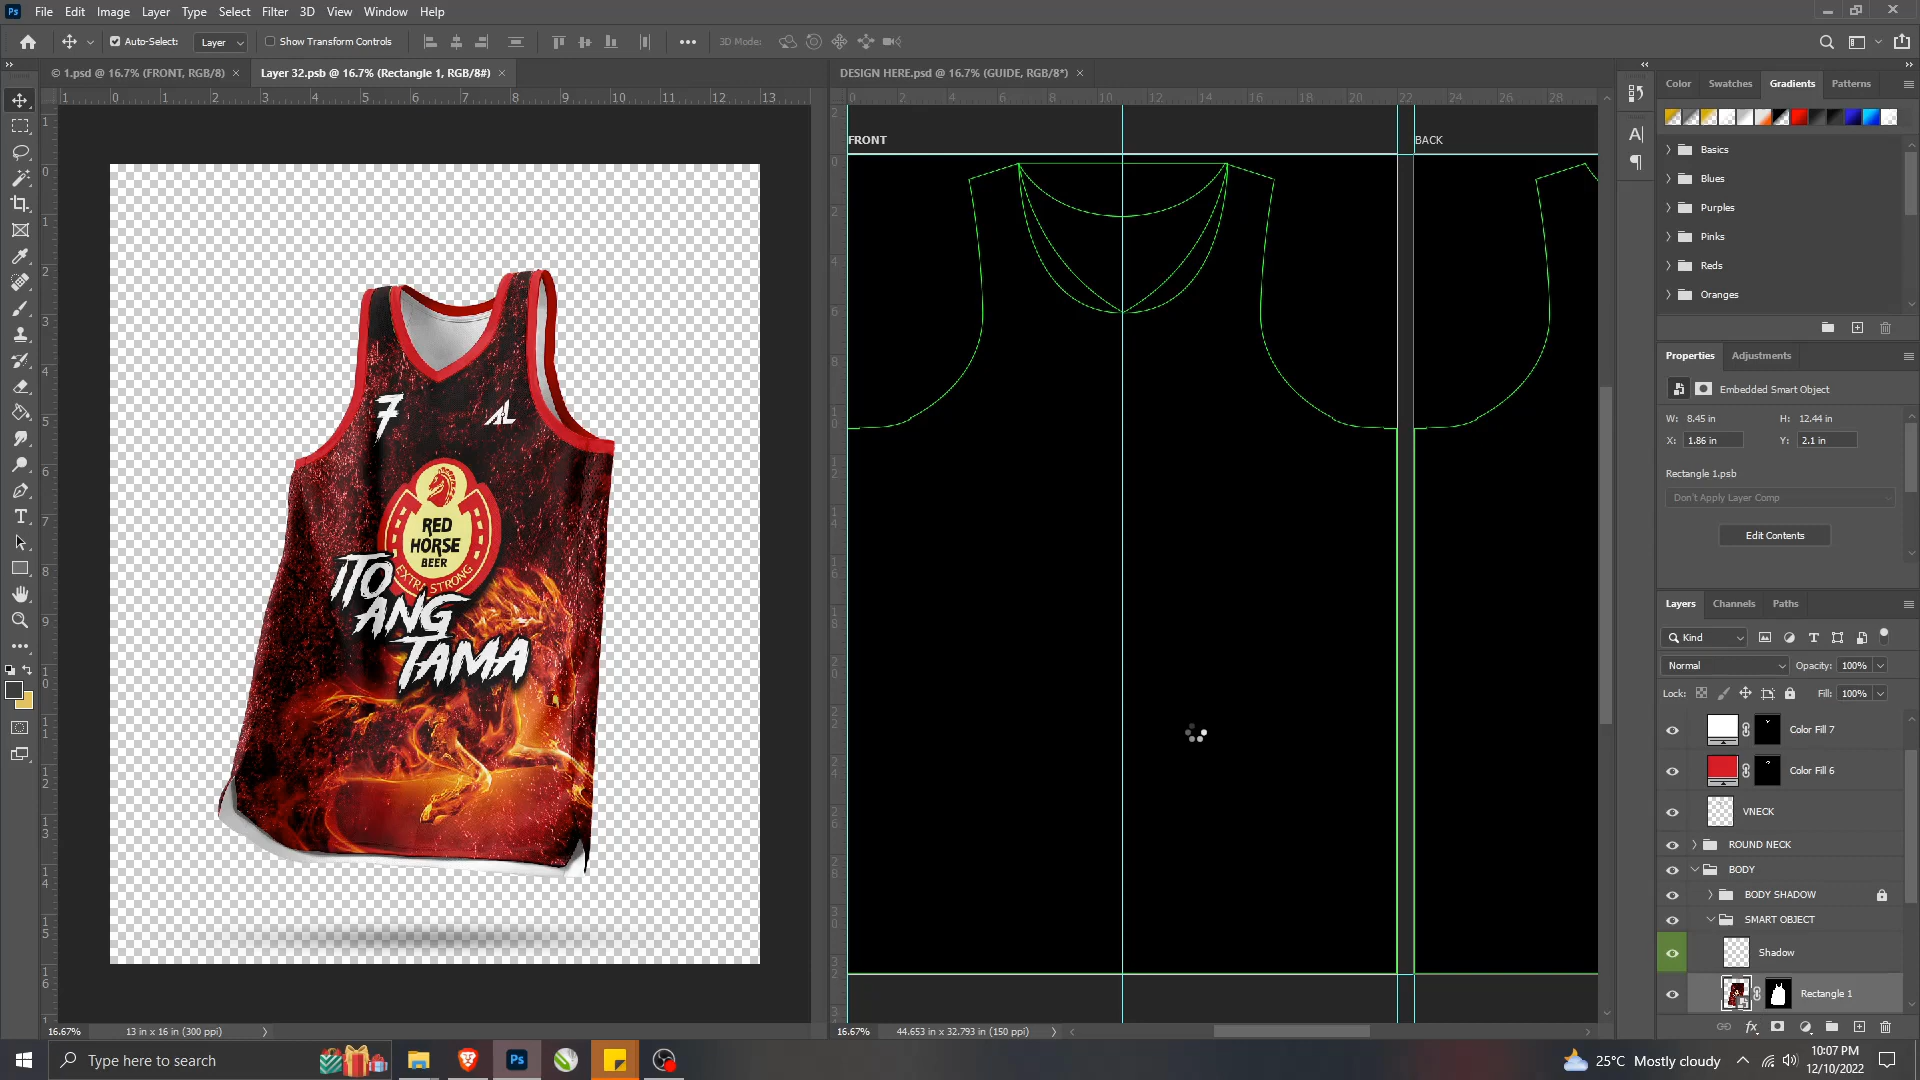 Ps File Edit Image Layer Type Select Filter 3D View Window Help
Auto-Select: Layer Show Transform Controls 3D Mode:
© 1.psd @ 16.7% (FRONT, RGB/8) × Layer 32.psb @ 16.7% (Rectangle 1, RGB/8#) × DESIGN HERE.psd @ 16.7% (GUIDE, RGB/8*) ×
FRONT
BACK
7
AL
RED
HORSE
BEER
EXTRA STRONG
ITO
ANG
TAMA
Color Swatches Gradients Patterns
Basics
Blues
Purples
Pinks
Reds
Oranges
Properties Adjustments
Embedded Smart Object
W: 8.45 in H: 12.44 in
X: 1.86 in Y: 2.1 in
Rectangle 1.psb
Don't Apply Layer Comp
Edit Contents
Layers Channels Paths
Kind
Normal Opacity: 100%
Lock: Fill: 100%
Color Fill 7
Color Fill 6
VNECK
ROUND NECK
BODY
BODY SHADOW
SMART OBJECT
Shadow
Rectangle 1
16.67% 13 in x 16 in (300 ppi)
16.67% 44.653 in x 32.793 in (150 ppi)
Type here to search
25°C Mostly cloudy
10:07 PM
12/10/2022